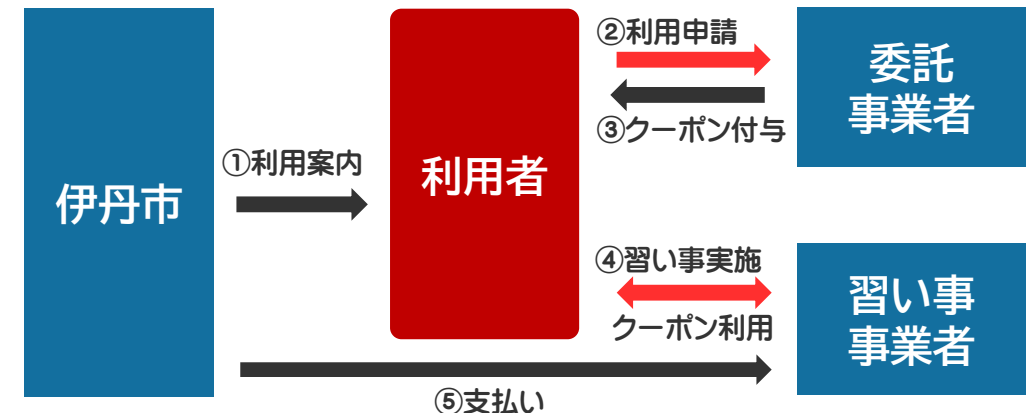 伊丹市
①利用案内
利用者
②利用申請
③クーポン付与
委託
事業者
④習い事実施
クーポン利用
習い事
事業者
⑤支払い